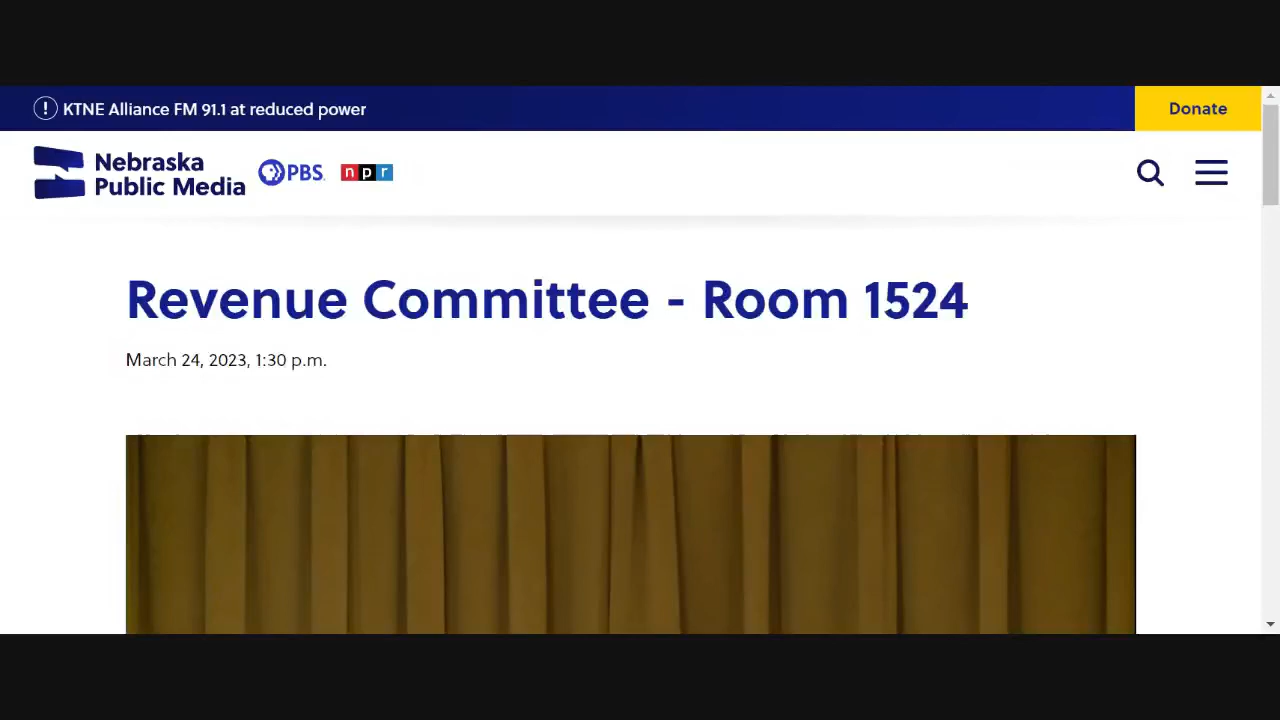 ! KTNE Alliance FM 91.1 at reduced power
Donate
Nebraska
Public Media
PBS.
npr
Revenue Committee - Room 1524
March 24, 2023, 1:30 p.m.